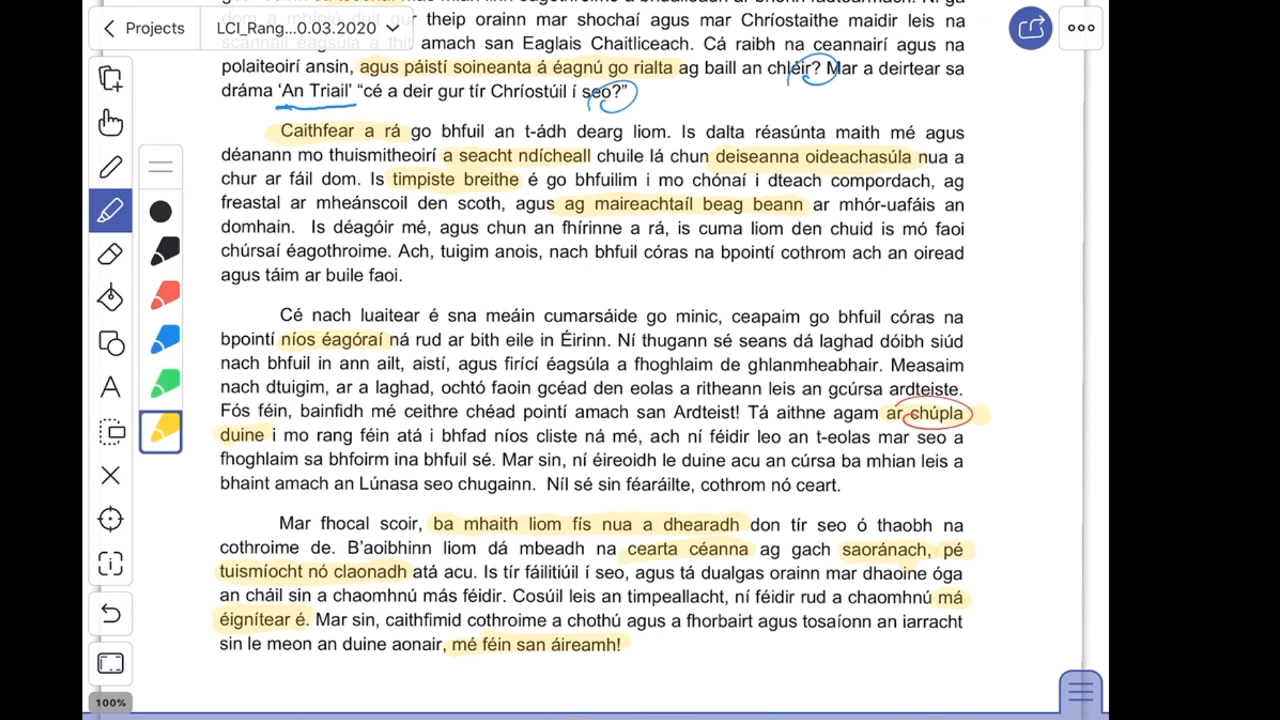 Projects
LCI_Rang...0.03.2020
r theip orainn mar shochaí agus mar Chríostaithe maidir leis na
amach san Eaglais Chaitliceach. Cá raibh na ceannairí agus na
polaiteoirí ansin, agus páistí soineanta á éagnú go rialta ag baill an chléir? Mar a deirtear sa
dráma ‘An Triail’ “cé a deir gur tír Chríostúil í seo?”
Caithfear a rá go bhfuil an t-ádh dearg liom. Is dalta réasúnta maith mé agus
déanann mo thuismitheoirí a seacht ndícheall chuile lá chun deiseanna oideachasúla nua a
chur ar fáil dom. Is timpiste breithe é go bhfuilim i mo chónaí i dteach compordach, ag
freastal ar mheánscoil den scoth, agus ag maireachtaíl beag beann ar mhór-uafáis an
domhain. Is déagóir mé, agus chun an fhírinne a rá, is cuma liom den chuid is mó faoi
chúrsaí éagothroime. Ach, tuigim anois, nach bhfuil córas na bpointí cothrom ach an oiread
agus táim ar buile faoi.
Cé nach luaitear é sna meáin cumarsáide go minic, ceapaim go bhfuil córas na
bpointí níos éagóraí ná rud ar bith eile in Éirinn. Ní thugann sé seans dá laghad dóibh siúd
nach bhfuil in ann ailt, aistí, agus firící éagsúla a fhoghlaim de ghlanmheabhair. Measaim
nach dtuigim, ar a laghad, ochtó faoin gcéad den eolas a ritheann leis an gcúrsa ardteiste.
Fós féin, bainfidh mé ceithre chéad pointí amach san Ardteist! Tá aithne agam ar chúpla
duine i mo rang féin atá i bhfad níos cliste ná mé, ach ní féidir leo an t-eolas mar seo a
fhoghlaim sa bhfoirm ina bhfuil sé. Mar sin, ní éireoidh le duine acu an cúrsa ba mhian leis a
bhaint amach an Lúnasa seo chugainn. Níl sé sin féaráilte, cothrom nó ceart.
Mar fhocal scoir, ba mhaith liom fís nua a dhearadh don tír seo ó thaobh na
cothroime de. B’aoibhinn liom dá mbeadh na cearta céanna ag gach saoránach, pé
tuismíocht nó claonadh atá acu. Is tír fáilitiúil í seo, agus tá dualgas orainn mar dhaoine óga
an cháil sin a chaomhnú más féidir. Cosúil leis an timpeallacht, ní féidir rud a chaomhnú má
éignítear é. Mar sin, caithfimid cothroime a chothú agus a fhorbairt agus tosaíonn an iarracht
sin le meon an duine aonair, mé féin san áireamh!
A
100%